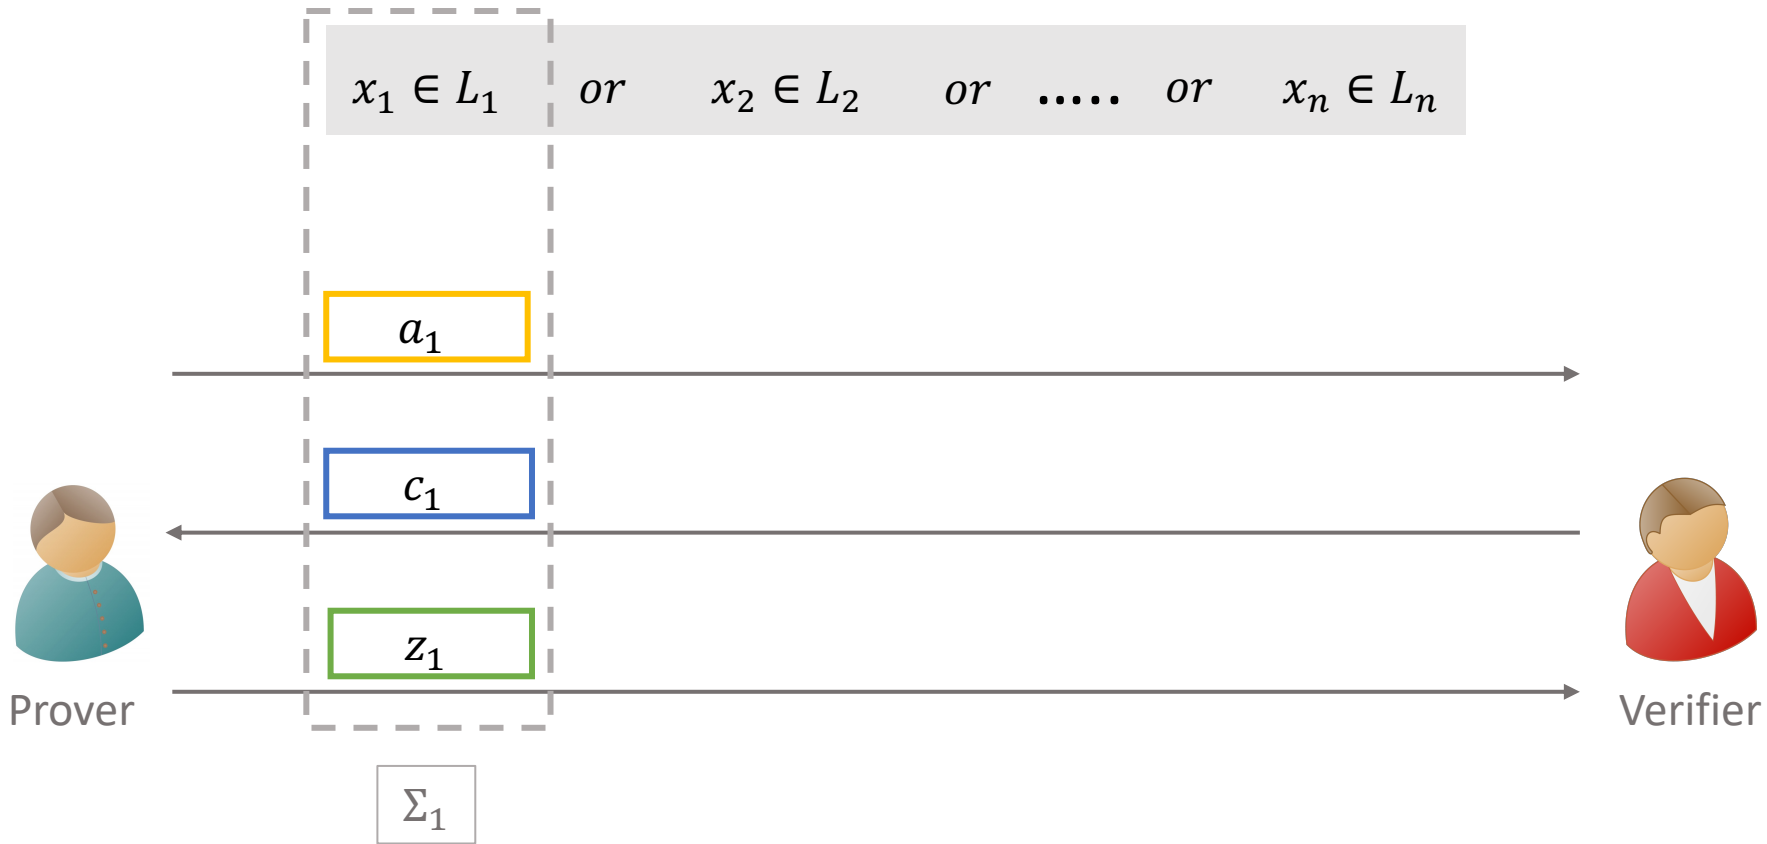 x₁ ∈ L₁ or x₂ ∈ L₂ or ..... or xₙ ∈ Lₙ
a₁
c₁
z₁
Prover
Verifier
Σ₁